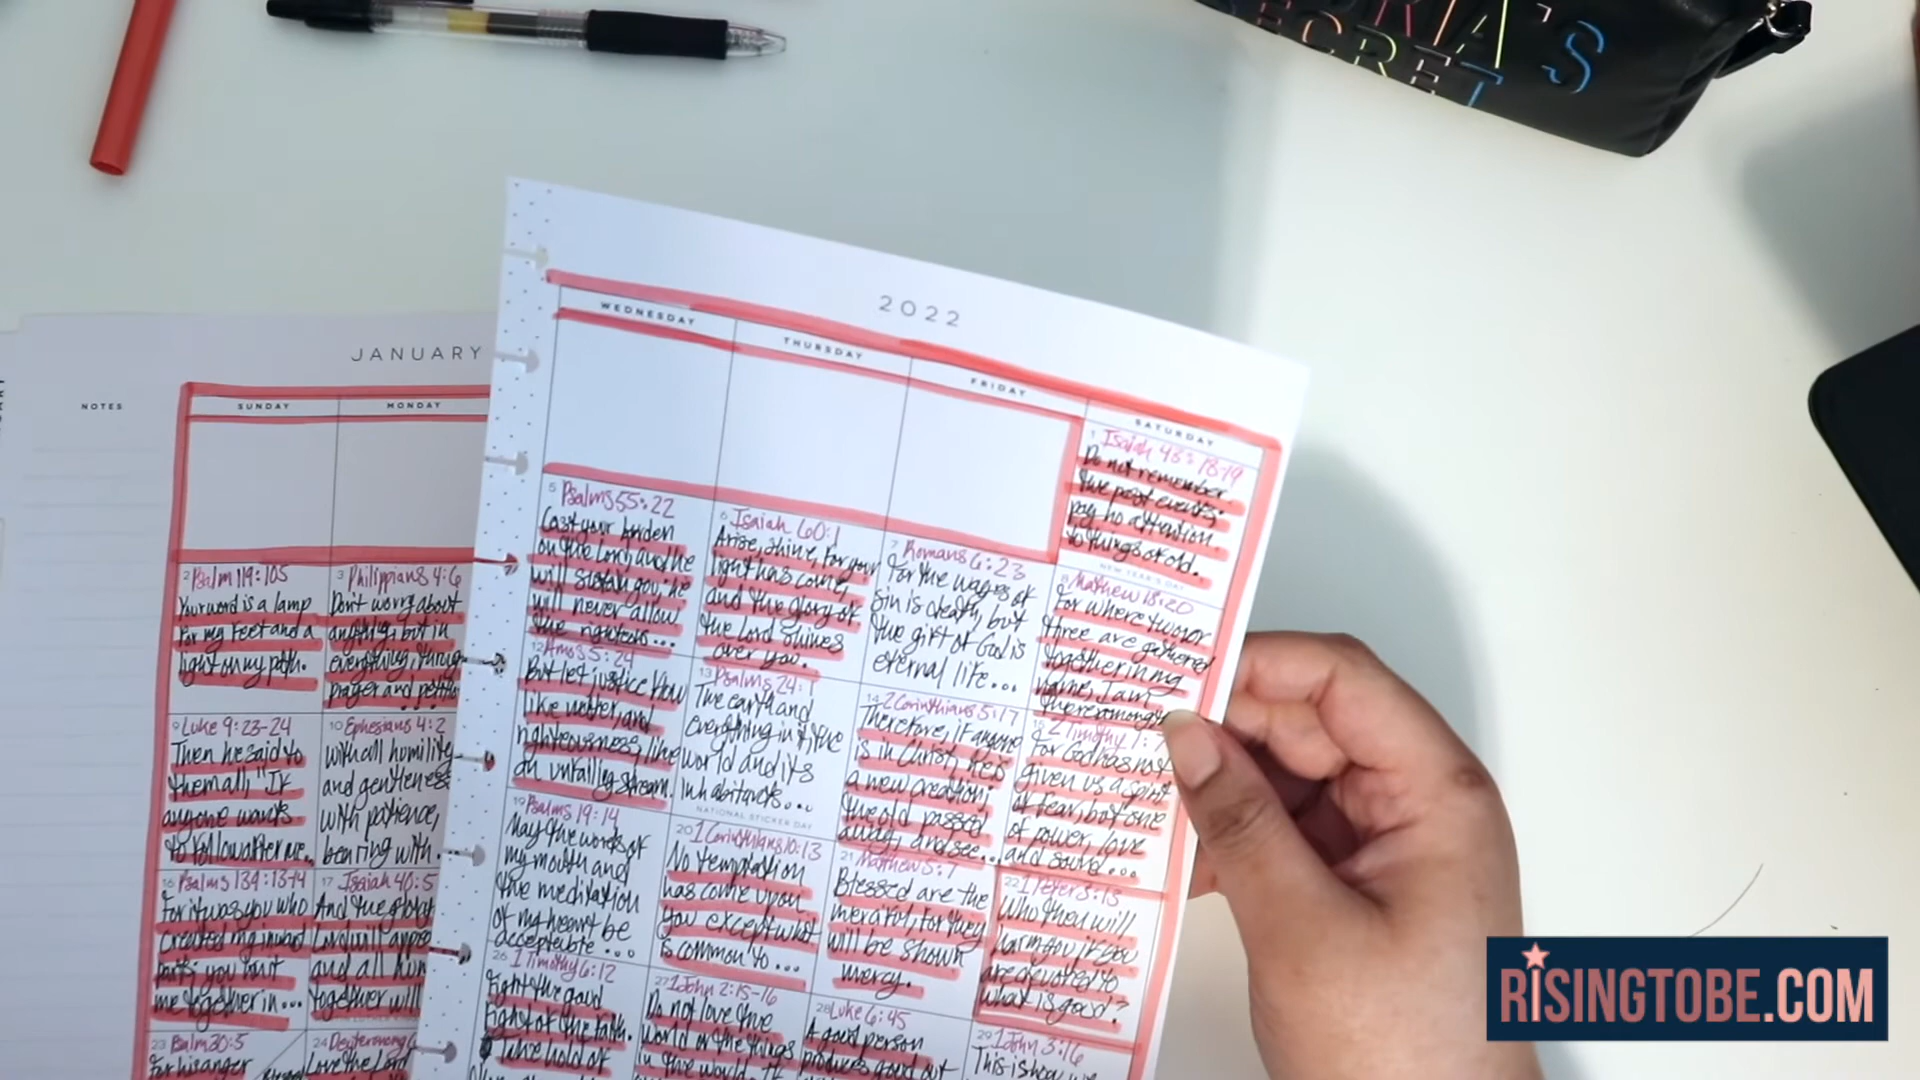 VICTORIA'S
SECRET
JANUARY
NOTES
SUNDAY
MONDAY
2 Psalm 119:105
Your word is a lamp
for my feet and a
light on my path.
3 Philippians 4:6
Don't worry about
anything, but in
everything, through
prayer and petition
9 Luke 9:23-24
Then he said to
them all, "If
anyone wants
to follow after me...
10 Ephesians 4:2
with all humility
and gentleness
with patience,
bearing with.
16 Psalms 139:13-14
For it was you who
created my inward
parts; you knit
me together in...
17 Isaiah 40:5
And the glory
Lord will appear
and all hum
together will
23 Psalm 30:5
For his anger
24 Deuteronomy 6
Love the Lord
2022
WEDNESDAY
THURSDAY
FRIDAY
SATURDAY
1 Isaiah 43:18-19
Do not remember
the past events;
pay no attention
to things of old.
NEW YEAR'S DAY
5 Psalms 55:22
Cast your burden
on the Lord, and he
will sustain you; he
will never allow
the righteous...
6 Isaiah 60:1
Arise, shine, for your
light has come,
and the glory of
the Lord shines
over you.
7 Romans 6:23
For the wages of
sin is death, but
the gift of God is
eternal life...
8 Mathew 18:20
For where two or
three are gathered
together in my
name, I am
there among th
12 Amos 5:24
But let justice flow
like water, and
righteousness, like
an unfailing stream.
13 Psalms 24:1
The earth and
everything in it, the
world and its
inhabitants...
NATIONAL STICKER DAY
14 2 Corinthians 5:17
Therefore, if anyone
is in Christ, he is
a new creation;
the old passed
away, and see...
15 2 Timothy 1:7
For God has not
given us a spirit
of fear, but one
of power, love
and sound...
19 Psalms 19:14
May the words of
my mouth and
the meditation
of my heart be
acceptable...
20 1 Corinthians 10:13
No temptation
has come upon
you except what
is common to...
21 Matthew 5:7
Blessed are the
merciful, for they
will be shown
mercy.
22 1 Peter 3:13
Who then will
harm you if you
are devoted to
what is good?
26 1 Timothy 6:12
Fight the good
fight of the faith.
Take hold of
27 1 John 2:15-16
Do not love the
world or the things
in the world. If
28 Luke 6:45
A good person
produces good out
29 1 John 3:16
This is how we
RISINGTOBE.COM